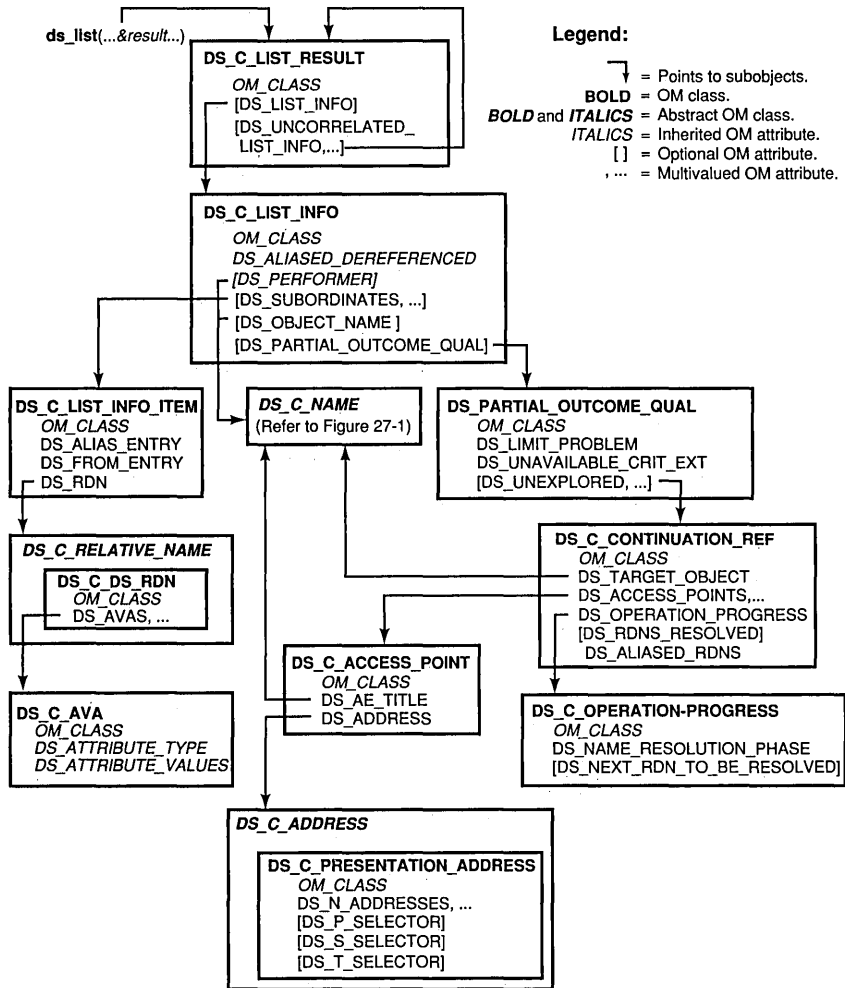 ds_list(...&result...)
DS_C_LIST_RESULT
OM_CLASS
[DS_LIST_INFO]
[DS_UNCORRELATED_
LIST_INFO,...]
Legend:
= Points to subobjects.
BOLD = OM class.
BOLD and ITALICS = Abstract OM class.
ITALICS = Inherited OM attribute.
[ ] = Optional OM attribute.
, ... = Multivalued OM attribute.
DS_C_LIST_INFO
OM_CLASS
DS_ALIASED_DEREFERENCED
[DS_PERFORMER]
[DS_SUBORDINATES, ...]
[DS_OBJECT_NAME ]
[DS_PARTIAL_OUTCOME_QUAL]
DS_C_LIST_INFO_ITEM
OM_CLASS
DS_ALIAS_ENTRY
DS_FROM_ENTRY
DS_RDN
DS_C_NAME
(Refer to Figure 27-1)
DS_PARTIAL_OUTCOME_QUAL
OM_CLASS
DS_LIMIT_PROBLEM
DS_UNAVAILABLE_CRIT_EXT
[DS_UNEXPLORED, ...]
DS_C_RELATIVE_NAME
DS_C_DS_RDN
OM_CLASS
DS_AVAS, ...
DS_C_CONTINUATION_REF
OM_CLASS
DS_TARGET_OBJECT
DS_ACCESS_POINTS,...
DS_OPERATION_PROGRESS
[DS_RDNS_RESOLVED]
DS_ALIASED_RDNS
DS_C_AVA
OM_CLASS
DS_ATTRIBUTE_TYPE
DS_ATTRIBUTE_VALUES
DS_C_ACCESS_POINT
OM_CLASS
DS_AE_TITLE
DS_ADDRESS
DS_C_OPERATION-PROGRESS
OM_CLASS
DS_NAME_RESOLUTION_PHASE
[DS_NEXT_RDN_TO_BE_RESOLVED]
DS_C_ADDRESS
DS_C_PRESENTATION_ADDRESS
OM_CLASS
DS_N_ADDRESSES, ...
[DS_P_SELECTOR]
[DS_S_SELECTOR]
[DS_T_SELECTOR]